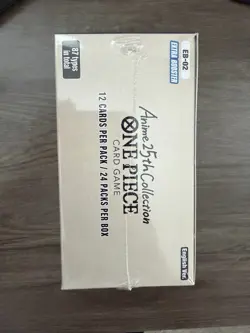 EB-02
EXTRA BOOSTER
Anime 25th Collection
ONE PIECE
CARD GAME
12 CARDS PER PACK / 24 PACKS PER BOX
87 types
in total
English Ver.